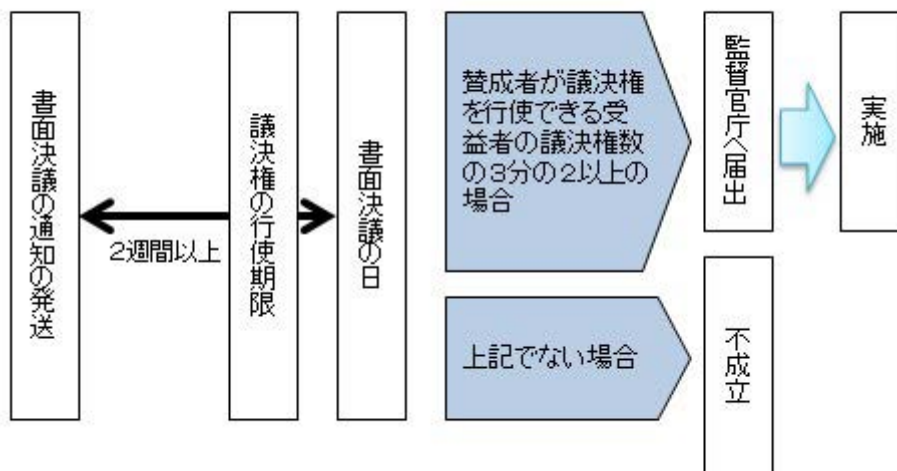 書面決議の通知の発送
2週間以上
議決権の行使期限
書面決議の日
賛成者が議決権
を行使できる受
益者の議決権数
の3分の2以上の
場合
監督官庁へ届出
実施
上記でない場合
不成立